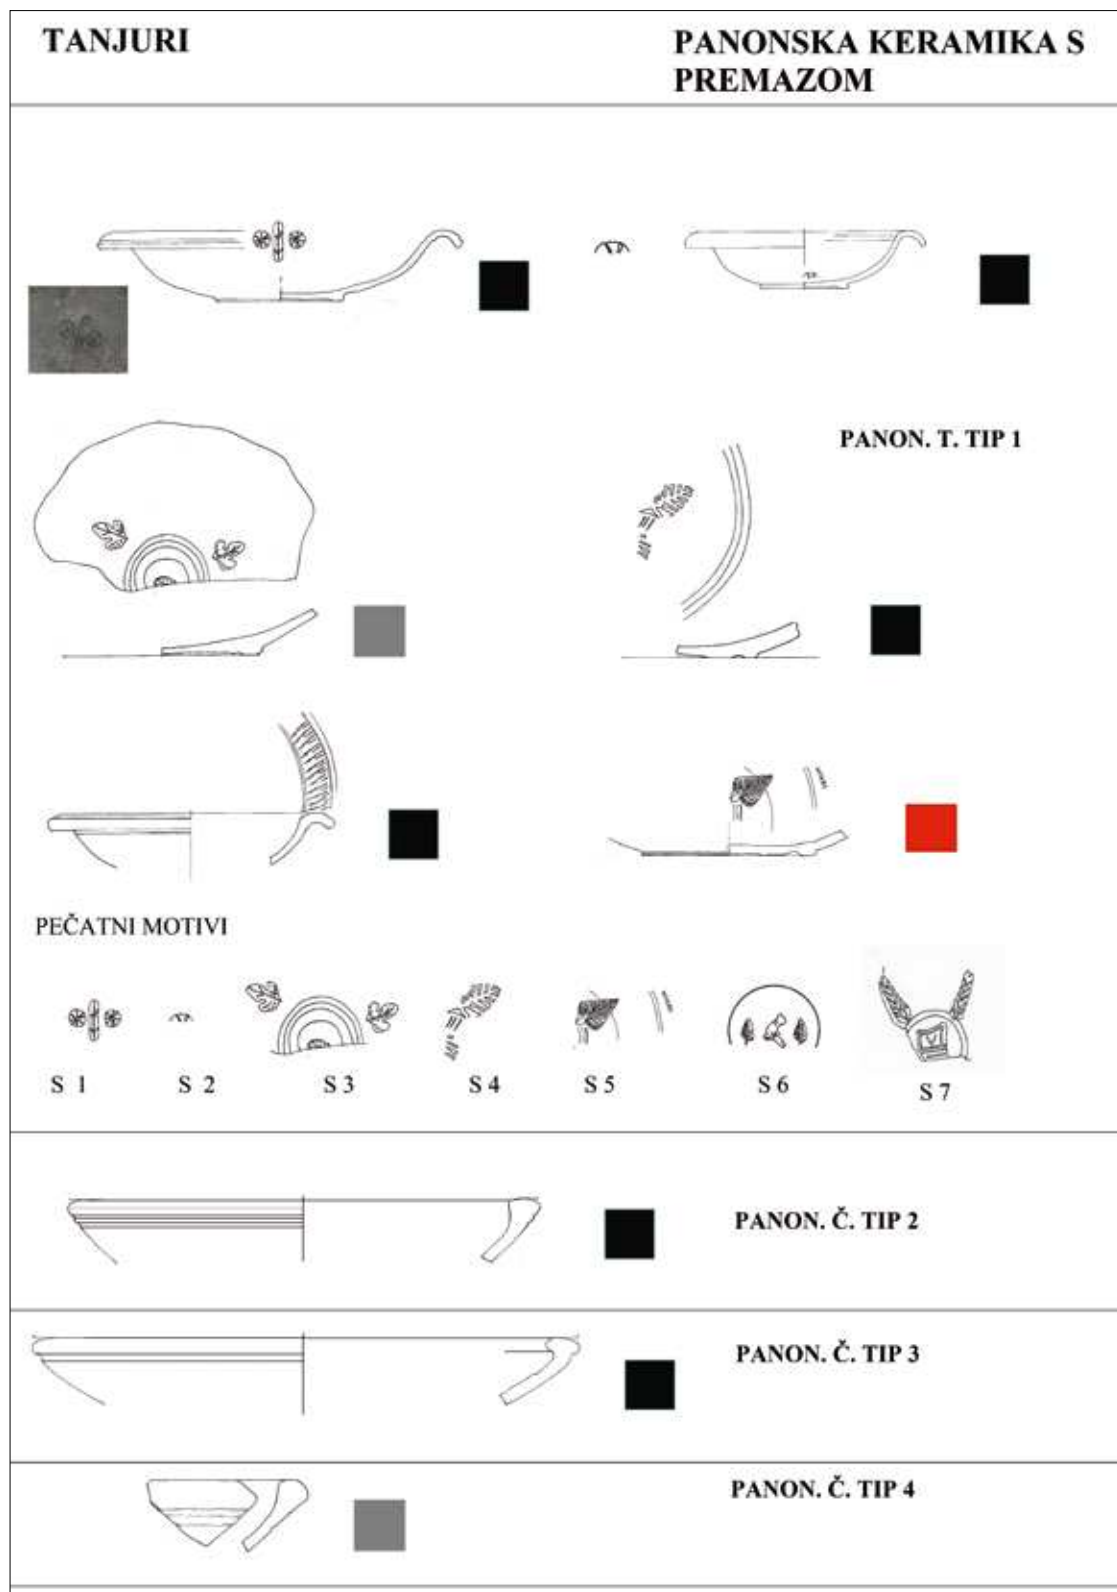 TANJURI
PANONSKA KERAMIKA S
PREMAZOM
PANON. T. TIP 1
PEČATNI MOTIVI
S 1
S 2
S 3
S 4
S 5
S 6
S 7
PANON. Č. TIP 2
PANON. Č. TIP 3
PANON. Č. TIP 4